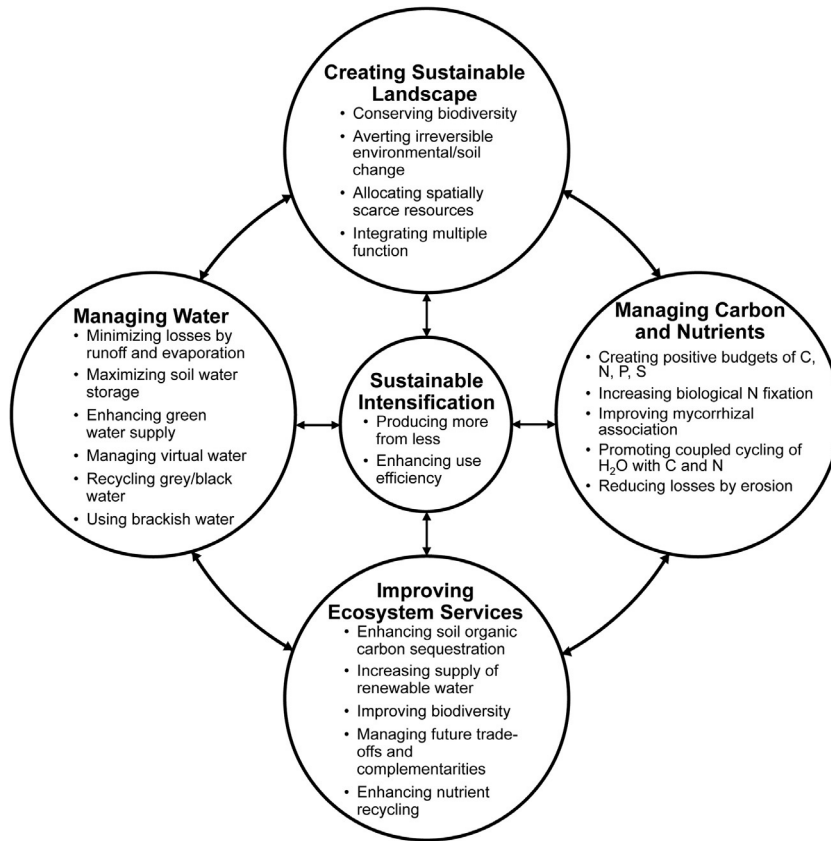 Creating Sustainable
Landscape
• Conserving biodiversity
• Averting irreversible
environmental/soil
change
• Allocating spatially
scarce resources
• Integrating multiple
function
Managing Water
• Minimizing losses by
runoff and evaporation
• Maximizing soil water
storage
• Enhancing green
water supply
• Managing virtual water
• Recycling grey/black
water
• Using brackish water
Sustainable
Intensification
• Producing more
from less
• Enhancing use
efficiency
Managing Carbon
and Nutrients
• Creating positive budgets of C,
N, P, S
• Increasing biological N fixation
• Improving mycorrhizal
association
• Promoting coupled cycling of
H₂O with C and N
• Reducing losses by erosion
Improving
Ecosystem Services
• Enhancing soil organic
carbon sequestration
• Increasing supply of
renewable water
• Improving biodiversity
• Managing future trade-
offs and
complementarities
• Enhancing nutrient
recycling